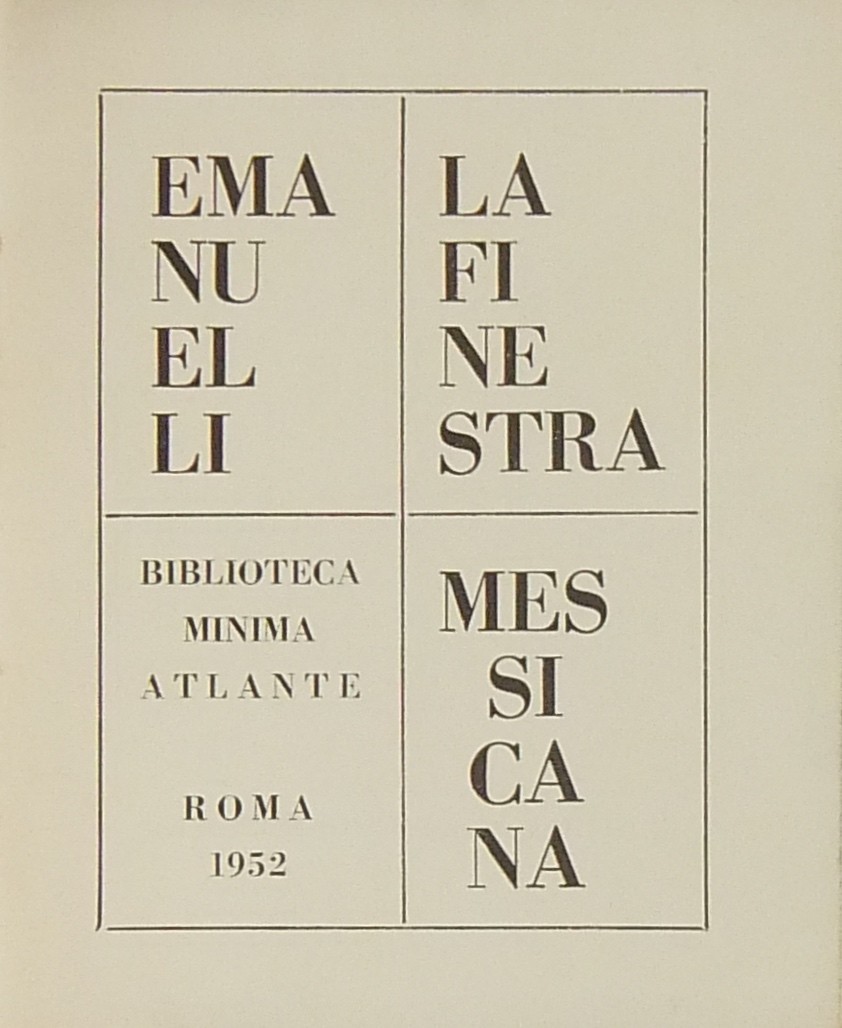 EMA
NU
EL
LI
LA
FI
NE
STRA
MES
SI
CA
NA
BIBLIOTECA
MINIMA
ATLANTE
ROMA
1952